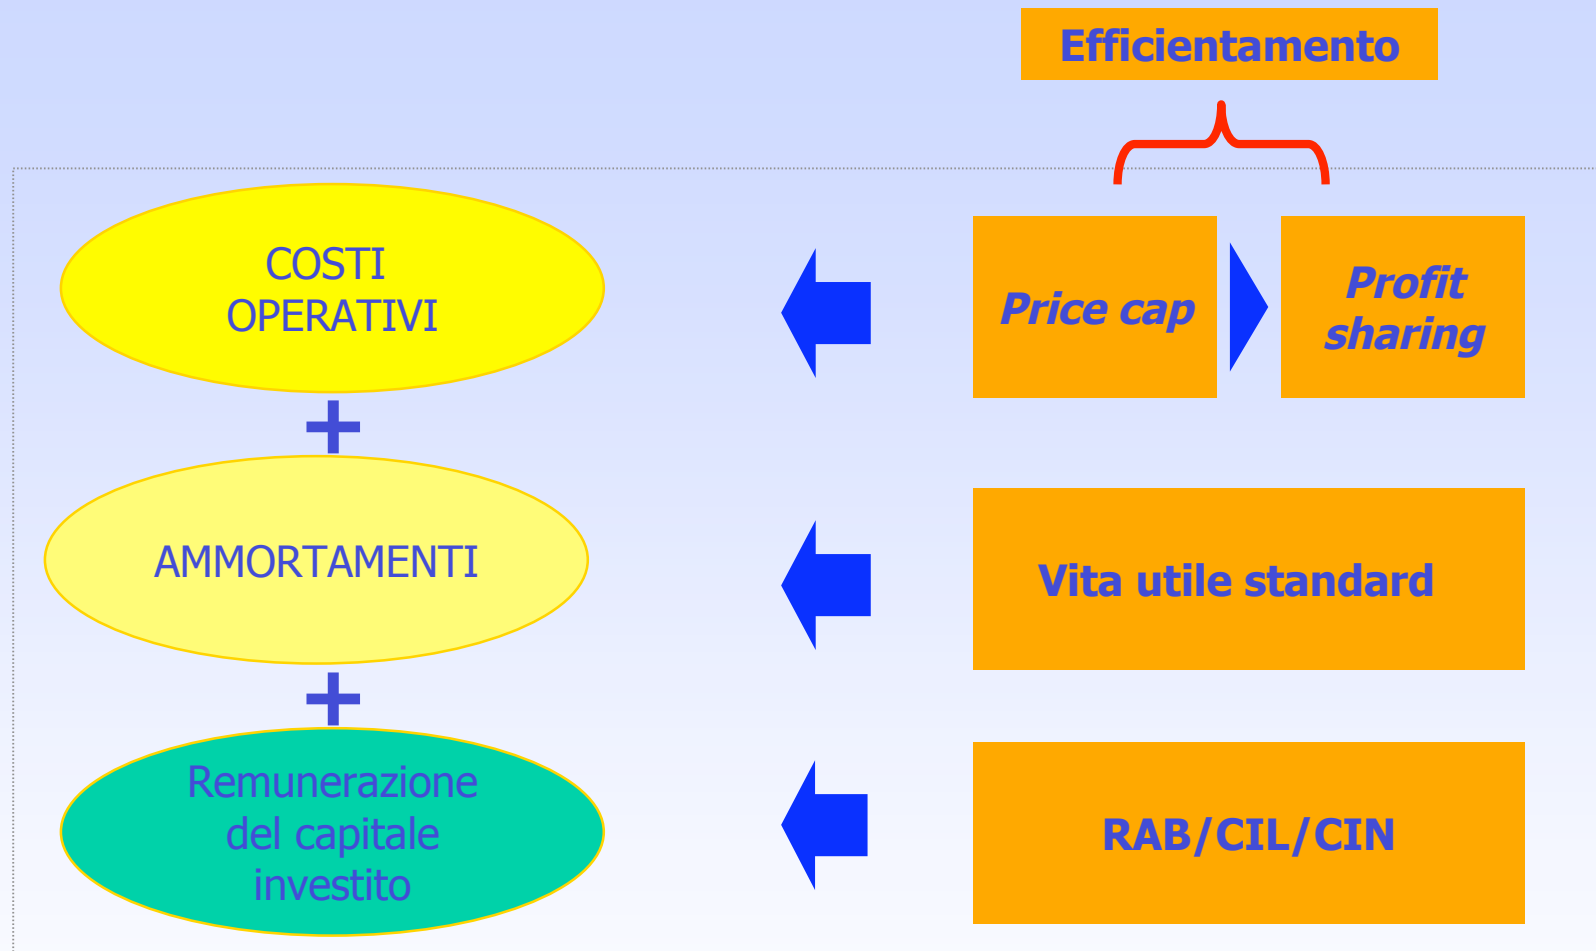 Efficientamento
COSTI
OPERATIVI
Price cap
Profit
sharing
+
AMMORTAMENTI
Vita utile standard
+
Remunerazione
del capitale
investito
RAB/CIL/CIN